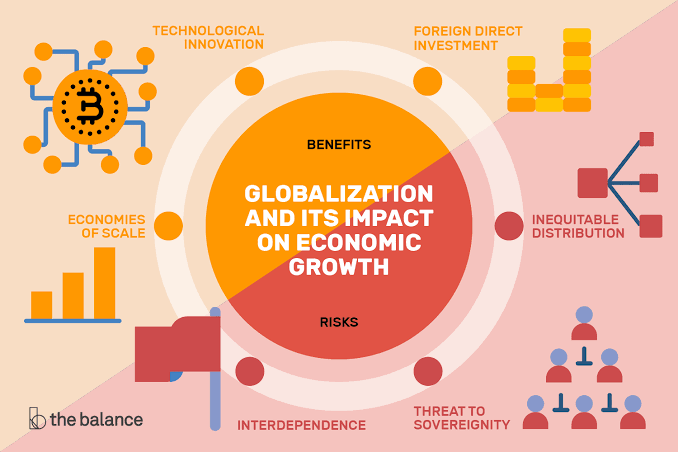 TECHNOLOGICAL
INNOVATION
FOREIGN DIRECT
INVESTMENT
BENEFITS
GLOBALIZATION
AND ITS IMPACT
ON ECONOMIC
GROWTH
ECONOMIES
OF SCALE
INEQUITABLE
DISTRIBUTION
RISKS
INTERDEPENDENCE
THREAT TO
SOVEREIGNITY
the balance